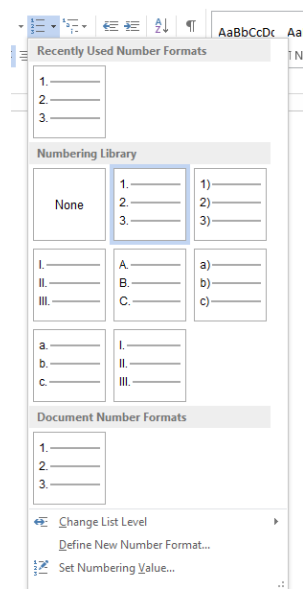 AaBbCcDc Aa
Recently Used Number Formats
1.
2.
3.
Numbering Library
None
1.
2.
3.
1)
2)
3)
I.
II.
III.
A.
B.
C.
a)
b)
c)
a.
b.
c.
I.
II.
III.
Document Number Formats
1.
2.
3.
Change List Level
Define New Number Format...
Set Numbering Value...